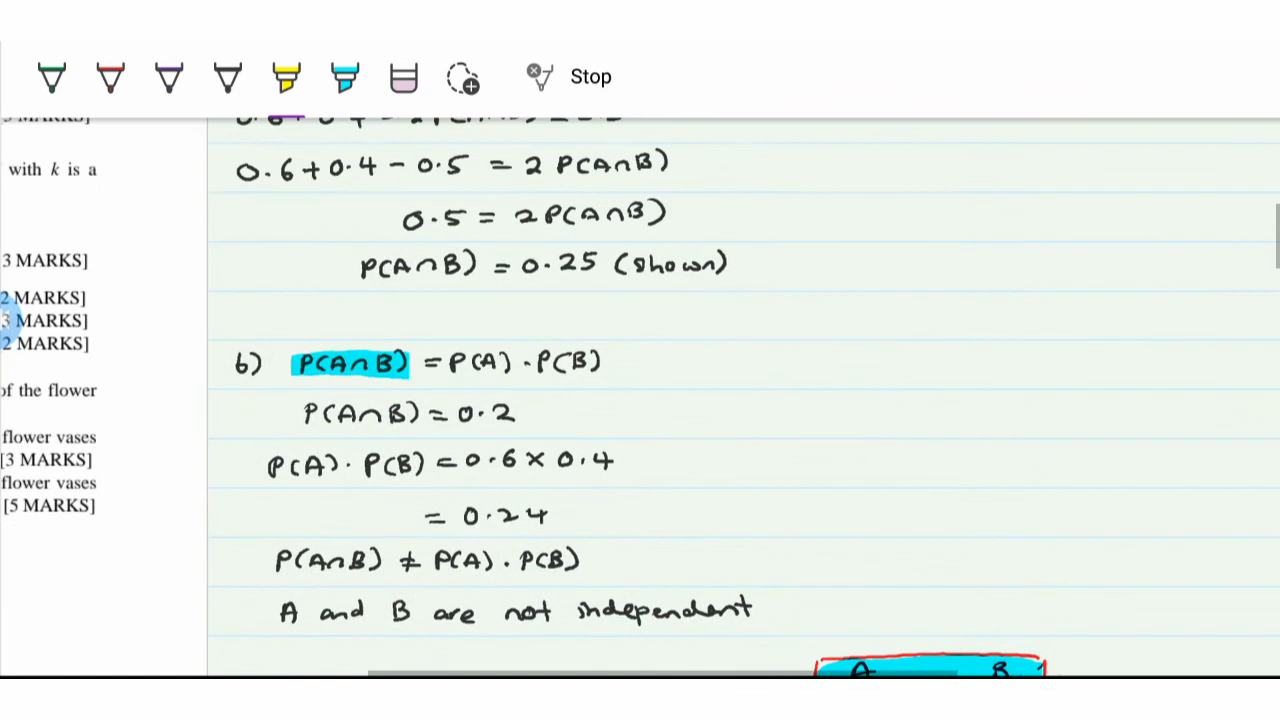 Stop
with k is a
3 MARKS]
2 MARKS]
3 MARKS]
2 MARKS]
of the flower
flower vases
[3 MARKS]
flower vases
[5 MARKS]
0.6 + 0.4 - 0.5 = 2 P(A∩B)
0.5 = 2 P(A∩B)
P(A∩B) = 0.25 (shown)
b) P(A∩B) = P(A) . P(B)
P(A∩B) = 0.2
P(A) . P(B) = 0.6 × 0.4
= 0.24
P(A∩B) ≠ P(A) . P(B)
A and B are not independent
A B